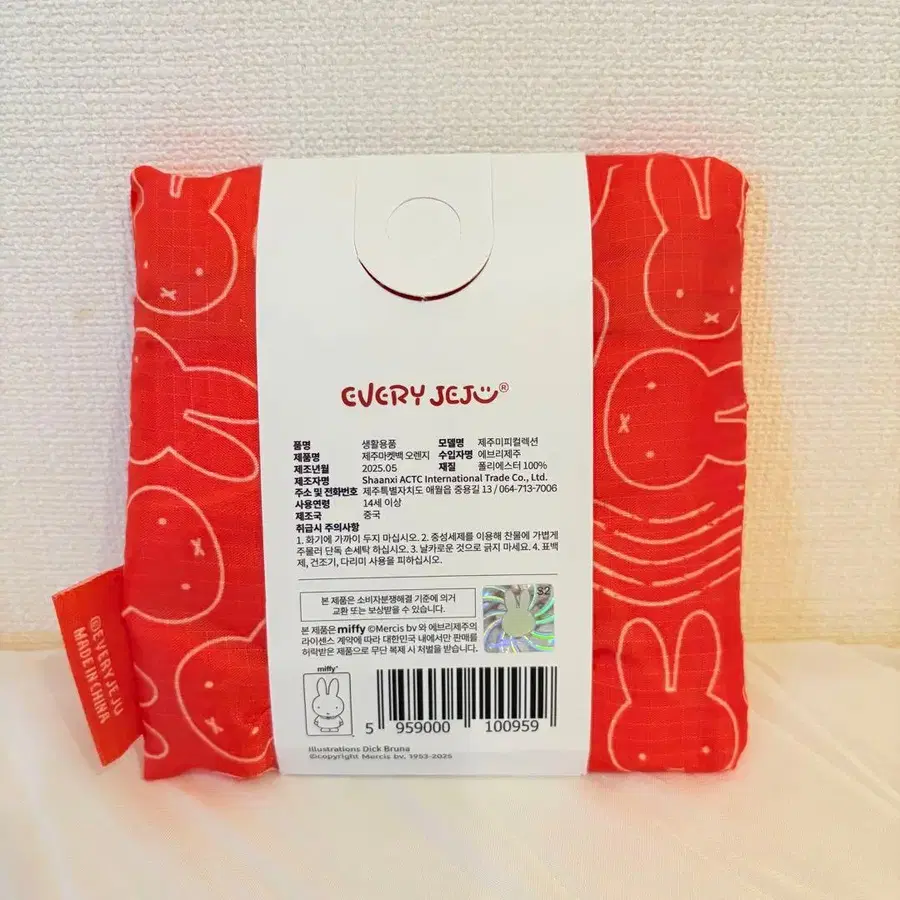 EVERY JEJU®
품명 생활용품 모델명 제주미피컬렉션
제품명 제주마켓백 오렌지 수입자명 에브리제주
제조년월 2025.05 재질 폴리에스터 100%
제조자명 Shaanxi ACTC International Trade Co., Ltd.
주소 및 전화번호 제주특별자치도 애월읍 중용길 13 / 064-713-7006
사용연령 14세 이상
제조국 중국
취급시 주의사항
1. 화기에 가까이 두지 마십시오. 2. 중성세제를 이용해 찬물에 가볍게
주물러 단독 손세탁 하십시오. 3. 날카로운 것으로 긁지 마세요. 4. 표백
제, 건조기, 다리미 사용을 피하십시오.
본 제품은 소비자분쟁해결 기준에 의거
교환 또는 보상받을 수 있습니다.
S2
본 제품은 miffy ©Mercis bv와 에브리제주의
라이센스 계약에 따라 대한민국 내에서만 판매를
허락받은 제품으로 무단 복제 시 처벌을 받습니다.
miffy
5 959000 100959
Illustrations Dick Bruna
©copyright Mercis bv, 1953-2025
©EVERY JEJU
MADE IN CHINA